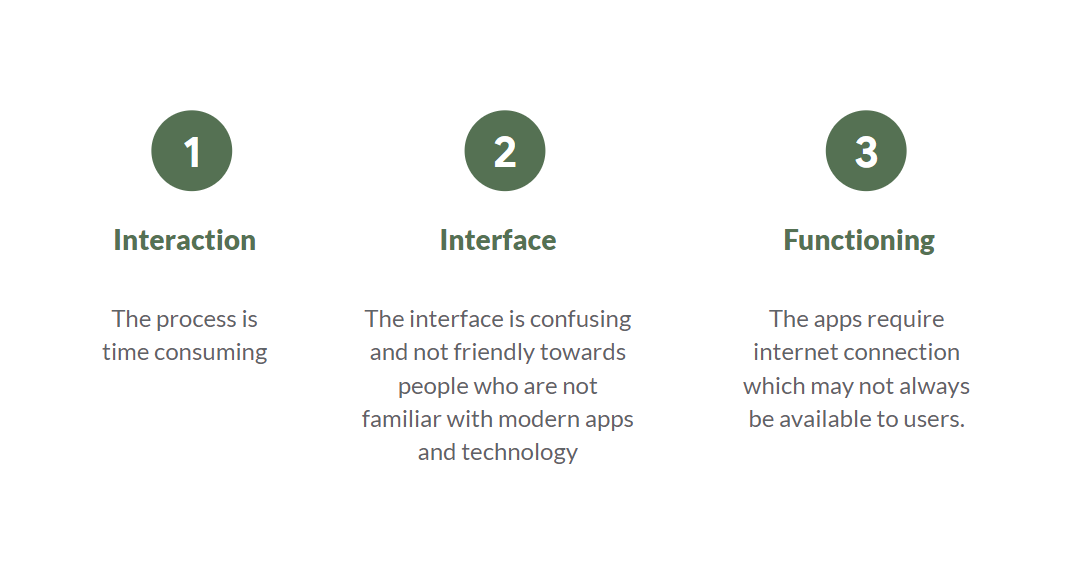 1
Interaction
The process is
time consuming
2
Interface
The interface is confusing
and not friendly towards
people who are not
familiar with modern apps
and technology
3
Functioning
The apps require
internet connection
which may not always
be available to users.